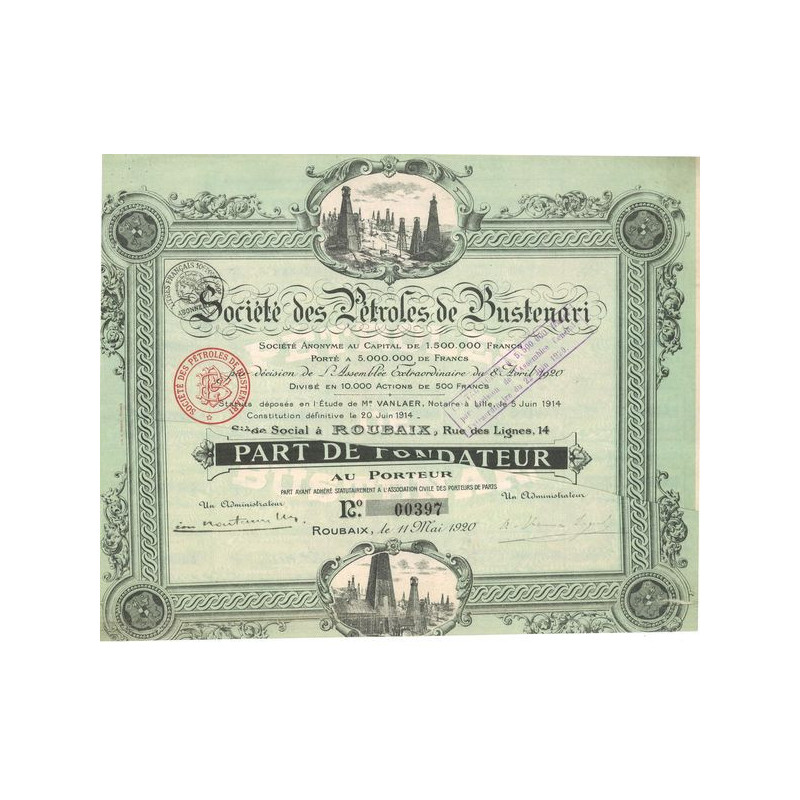 Société des Pétroles de Bustenari
Société Anonyme au Capital de 1.500.000 Francs
Porté à 5.000.000 de Francs
décision de l'Assemblée Extraordinaire du 8 Avril 1920
Divisé en 10.000 Actions de 500 Francs
Statuts déposés en l'Étude de Me VANLAER, Notaire à Lille, le 5 Juin 1914
Constitution définitive le 20 Juin 1914
Siège Social à ROUBAIX, Rue des Lignes, 14
PART DE FONDATEUR
AU PORTEUR
PART AYANT ADHÉRÉ STATUTAIREMENT A L'ASSOCIATION CIVILE DES PORTEURS DE PARTS
Un Administrateur
Un Administrateur
No. 00397
ROUBAIX, le 11 Mai 1920
SOCIÉTÉ DES PÉTROLES DE BUSTENARI